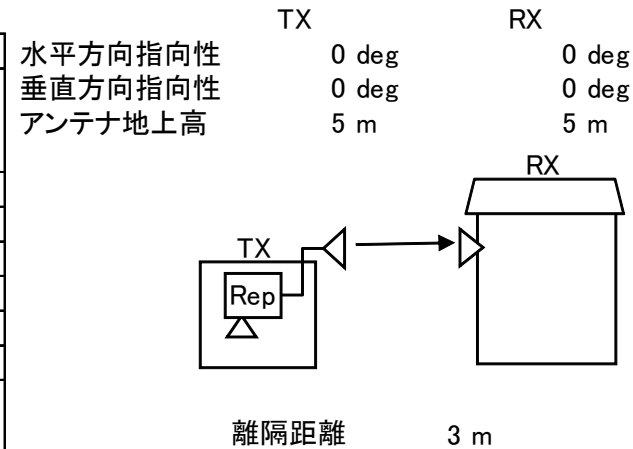 TX RX
水平方向指向性 0 deg 0 deg
垂直方向指向性 0 deg 0 deg
アンテナ地上高 5 m 5 m
RX
TX
Rep
離隔距離 3 m